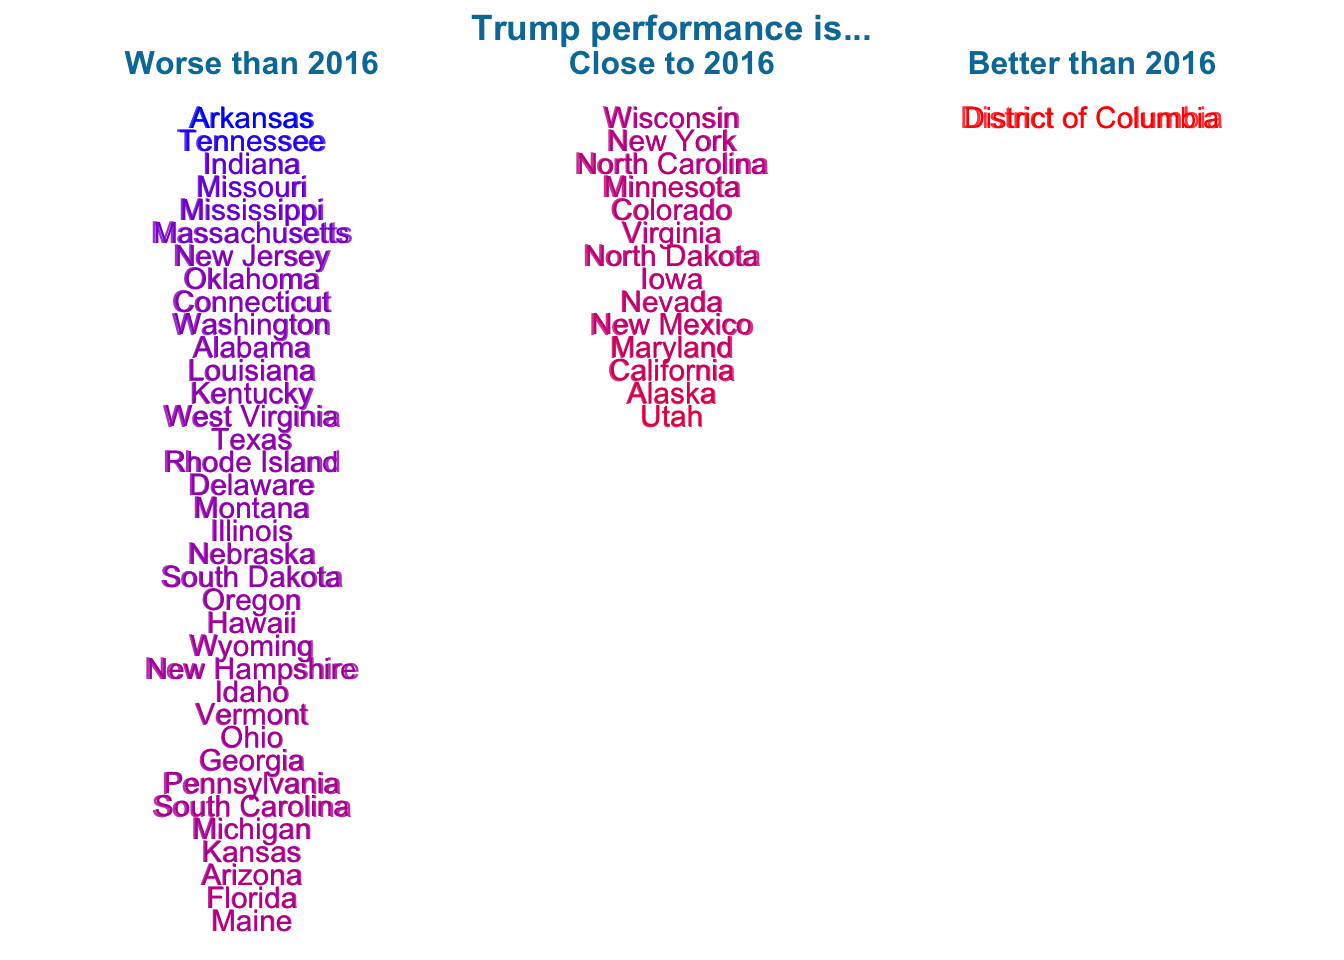 Trump performance is...
Worse than 2016
Arkansas
Tennessee
Indiana
Missouri
Mississippi
Massachusetts
New Jersey
Oklahoma
Connecticut
Washington
Alabama
Louisiana
Kentucky
West Virginia
Texas
Rhode Island
Delaware
Montana
Illinois
Nebraska
South Dakota
Oregon
Hawaii
Wyoming
New Hampshire
Idaho
Vermont
Ohio
Georgia
Pennsylvania
South Carolina
Michigan
Kansas
Arizona
Florida
Maine
Close to 2016
Wisconsin
New York
North Carolina
Minnesota
Colorado
Virginia
North Dakota
Iowa
Nevada
New Mexico
Maryland
California
Alaska
Utah
Better than 2016
District of Columbia